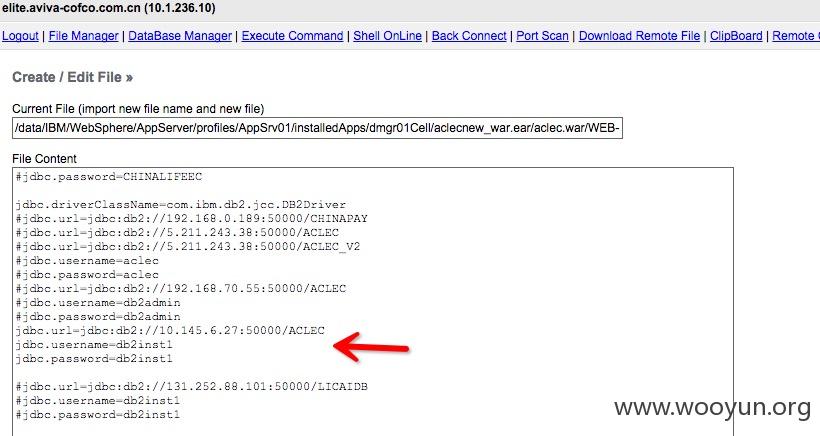 elite.aviva-cofco.com.cn (10.1.236.10)
Logout | File Manager | DataBase Manager | Execute Command | Shell OnLine | Back Connect | Port Scan | Download Remote File | ClipBoard | Remote C
Create / Edit File »
Current File (import new file name and new file)
/data/IBM/WebSphere/AppServer/profiles/AppSrv01/installedApps/dmgr01Cell/aclecnew_war.ear/aclec.war/WEB-
File Content
#jdbc.password=CHINALIFEEC
jdbc.driverClassName=com.ibm.db2.jcc.DB2Driver
#jdbc.url=jdbc:db2://192.168.0.189:50000/CHINAPAY
#jdbc.url=jdbc:db2://5.211.243.38:50000/ACLEC
#jdbc.url=jdbc:db2://5.211.243.38:50000/ACLEC_V2
#jdbc.username=aclec
#jdbc.password=aclec
#jdbc.url=jdbc:db2://192.168.70.55:50000/ACLEC
#jdbc.username=db2admin
#jdbc.password=db2admin
jdbc.url=jdbc:db2://10.145.6.27:50000/ACLEC
jdbc.username=db2inst1
jdbc.password=db2inst1
#jdbc.url=jdbc:db2://131.252.88.101:50000/LICAIDB
#jdbc.username=db2inst1
#jdbc.password=db2inst1
www.wooyun.org